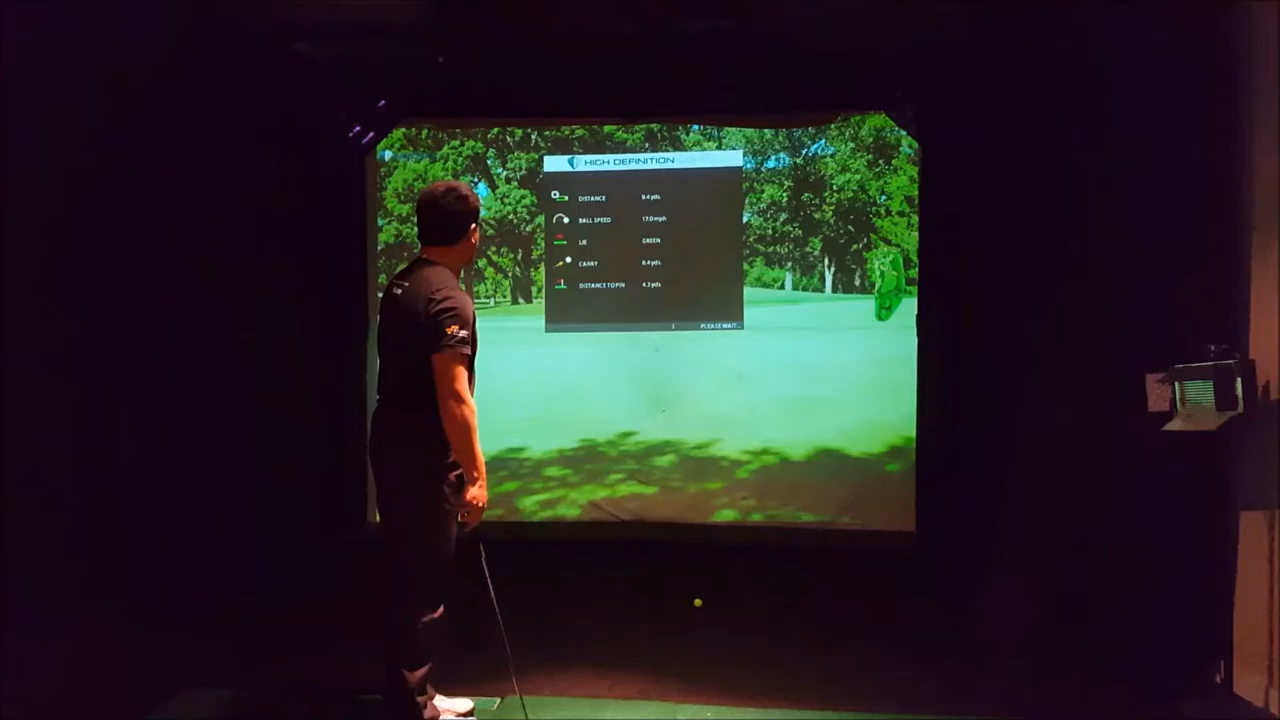 HIGH DEFINITION GOLF
DISTANCE 9.4 yds.
BALL SPEED 17.0 mph
LIE GREEN
CARRY 6.4 yds.
DISTANCE TO PIN 4.3 yds.
PLEASE WAIT...